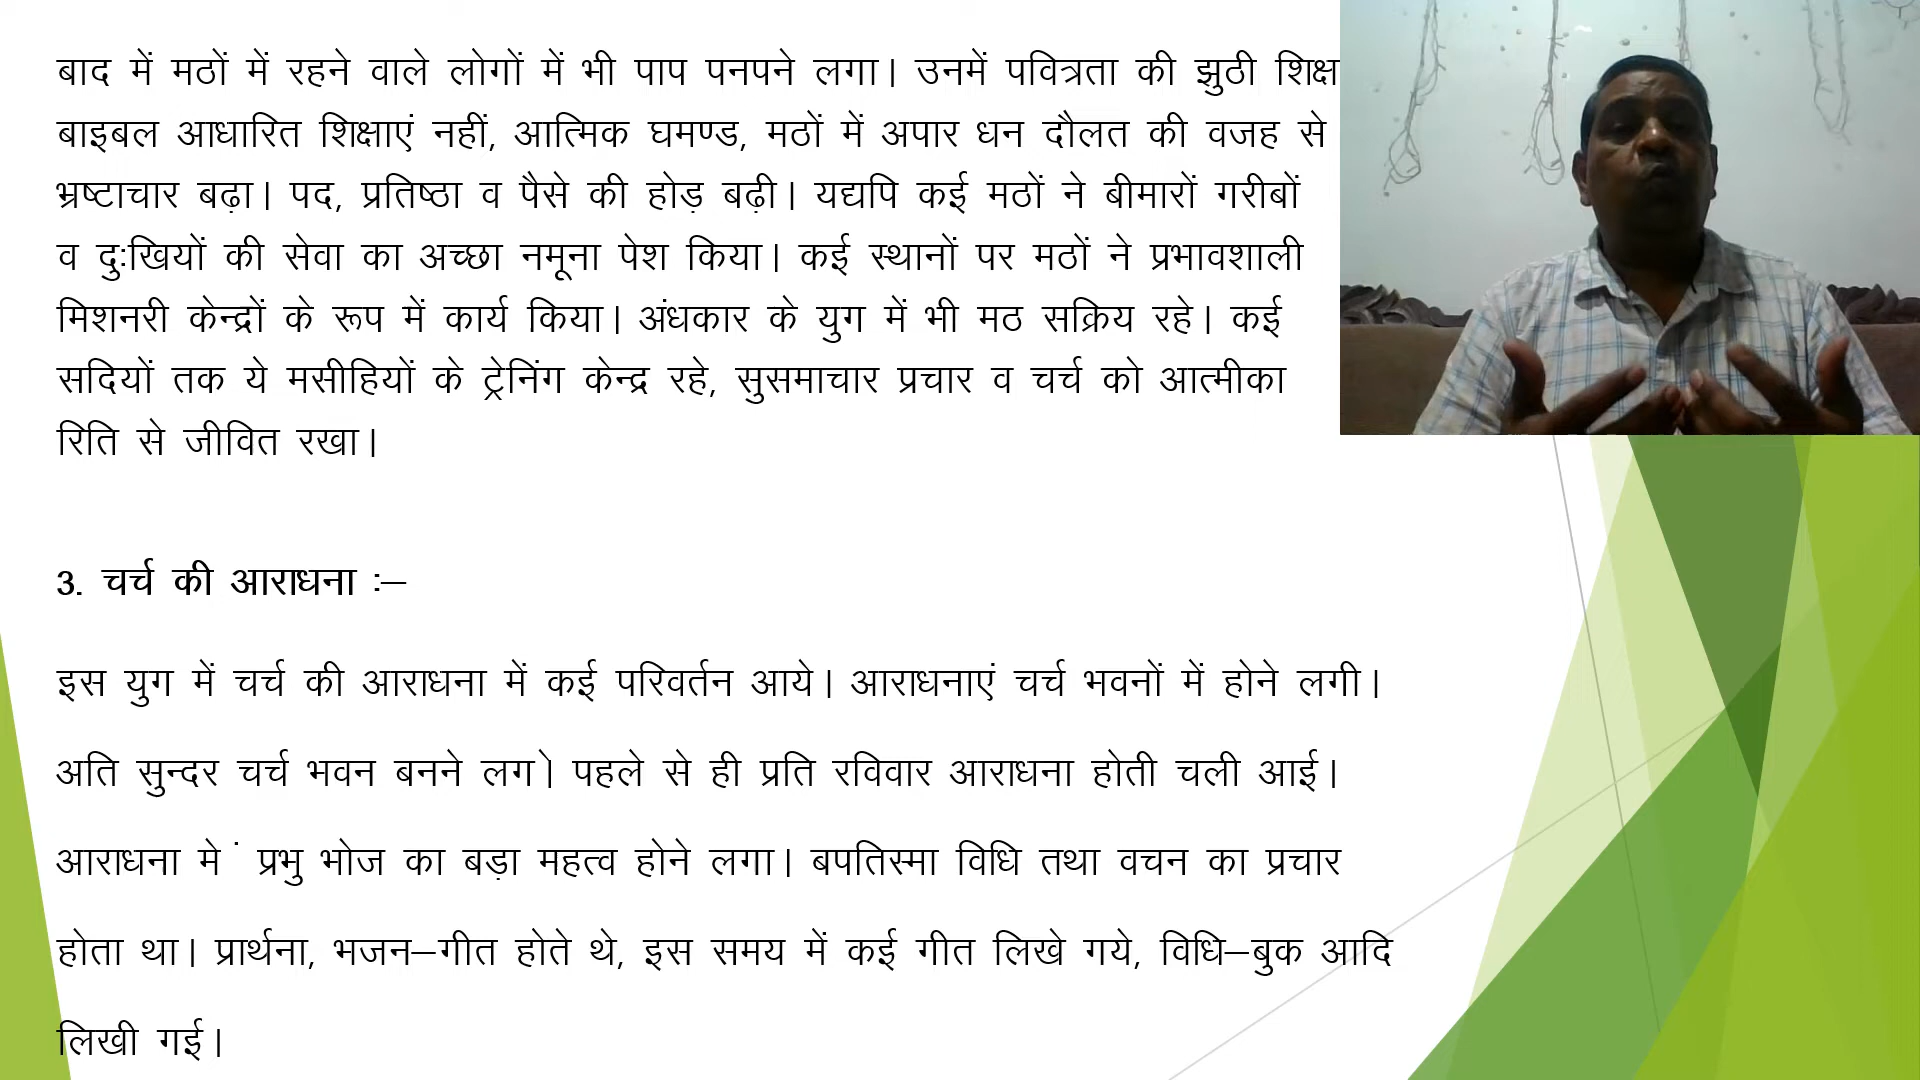 बाद में मठों में रहने वाले लोगों में भी पाप पनपने लगा। उनमें पवित्रता की झुठी
बाइबल आधारित शिक्षाएं नहीं, आत्मिक घमण्ड, मठों में अपार धन दौलत की वजह से
भ्रष्टाचार बढ़ा। पद, प्रतिष्ठा व पैसे की होड़ बढ़ी। यद्यपि कई मठों ने बीमारों गरीबों
व दुःखियों की सेवा का अच्छा नमूना पेश किया। कई स्थानों पर मठों ने प्रभावशाली
मिशनरी केन्द्रों के रूप में कार्य किया। अंधकार के युग में भी मठ सक्रिय रहे। कई
सदियों तक ये मसीहियों के ट्रेनिंग केन्द्र रहे, सुसमाचार प्रचार व चर्च को आत्मीका
रिति से जीवित रखा।
3. चर्च की आराधना :–
इस युग में चर्च की आराधना में कई परिवर्तन आये। आराधनाएं चर्च भवनों में होने लगी।
अति सुन्दर चर्च भवन बनने लगे। पहले से ही प्रति रविवार आराधना होती चली आई।
आराधना में प्रभु भोज का बड़ा महत्व होने लगा। बपतिस्मा विधि तथा वचन का प्रचार
होता था। प्रार्थना, भजन–गीत होते थे, इस समय में कई गीत लिखे गये, विधि–बुक आदि
लिखी गई।